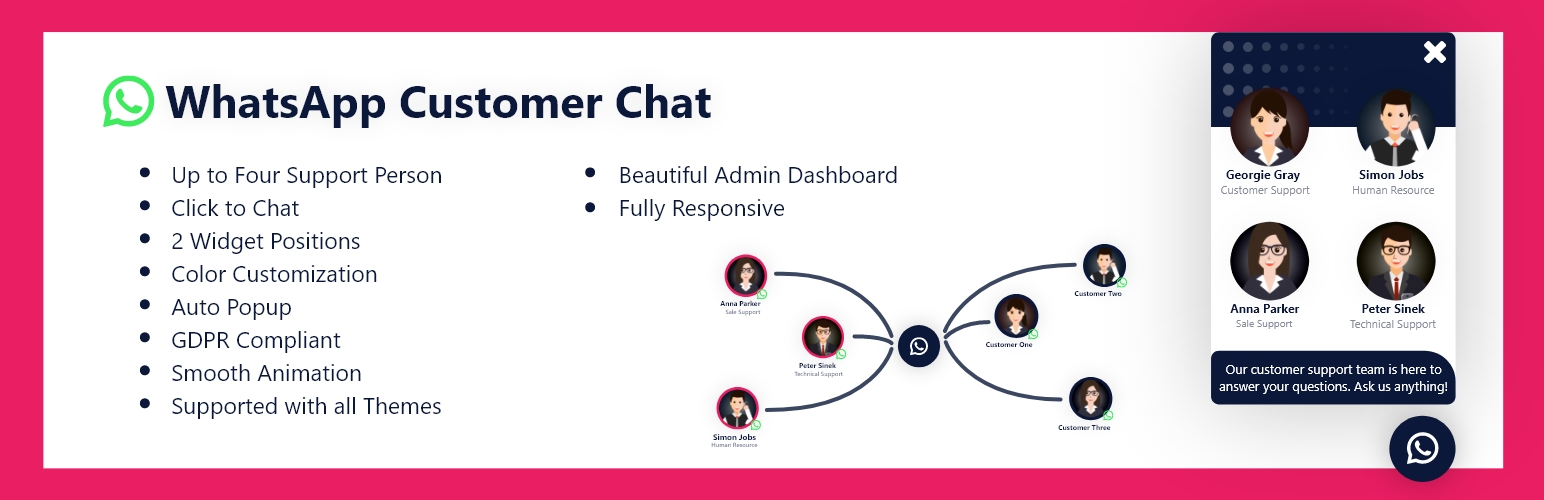 WhatsApp Customer Chat
Up to Four Support Person
Click to Chat
2 Widget Positions
Color Customization
Auto Popup
GDPR Compliant
Smooth Animation
Supported with all Themes
Beautiful Admin Dashboard
Fully Responsive
Anna Parker
Sale Support
Peter Sinek
Technical Support
Simon Jobs
Human Resource
Customer Two
Customer One
Customer Three
Georgie Gray
Customer Support
Simon Jobs
Human Resource
Anna Parker
Sale Support
Peter Sinek
Technical Support
Our customer support team is here to
answer your questions. Ask us anything!